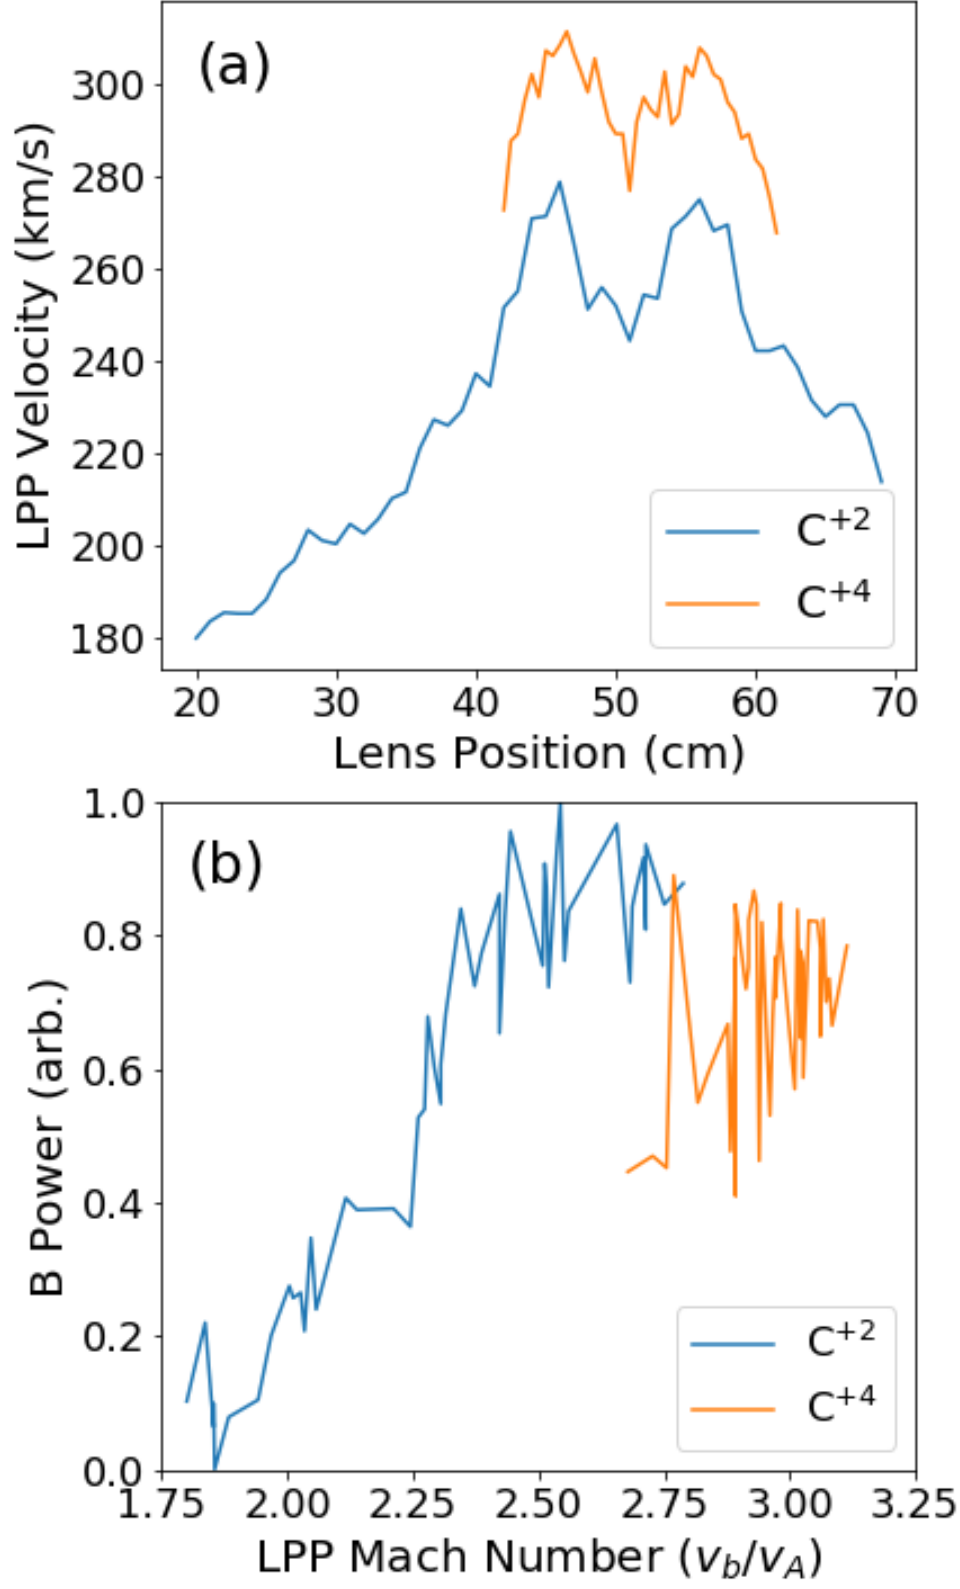 (a)
LPP Velocity (km/s)
300
280
260
240
220
200
180
C⁺²
C⁺⁴
20 30 40 50 60 70
Lens Position (cm)
(b)
B Power (arb.)
1.0
0.8
0.6
0.4
0.2
0.0
C⁺²
C⁺⁴
1.75 2.00 2.25 2.50 2.75 3.00 3.25
LPP Mach Number (v_b/v_A)